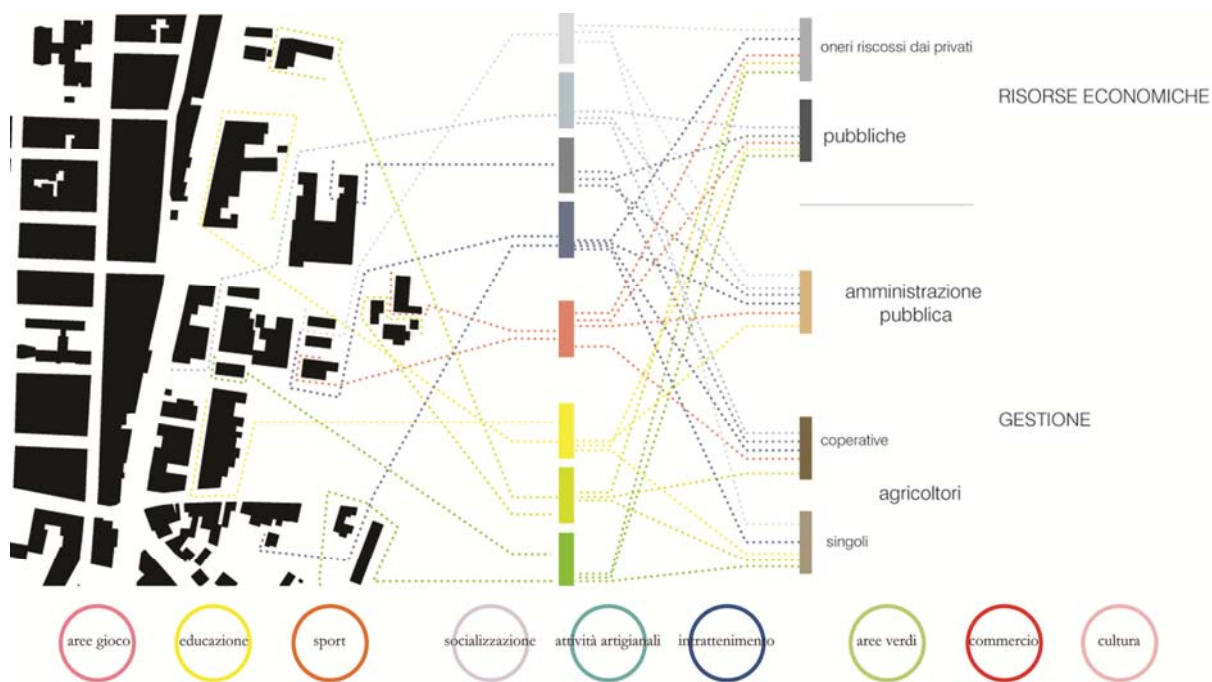 oneri riscossi dai privati
RISORSE ECONOMICHE
pubbliche
amministrazione
pubblica
GESTIONE
coperative
agricoltori
singoli
aree gioco
educazione
sport
socializzazione
attività artigianali
intrattenimento
aree verdi
commercio
cultura